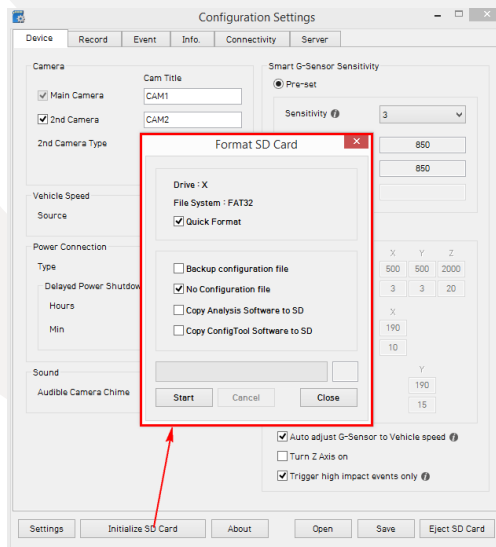 Configuration Settings
Device Record Event Info. Connectivity Server
Camera
Cam Title
Main Camera CAM1
2nd Camera CAM2
2nd Camera Type
Vehicle Speed
Source
Power Connection
Type
Delayed Power Shutdow
Hours
Min
Sound
Audible Camera Chime
Smart G-Sensor Sensitivity
Pre-set
Sensitivity 3
850
850
X Y Z
500 500 2000
3 3 20
X
190
10
Y
190
15
Auto adjust G-Sensor to Vehicle speed
Turn Z Axis on
Trigger high impact events only
Format SD Card
Drive : X
File System : FAT32
Quick Format
Backup configuration file
No Configuration file
Copy Analysis Software to SD
Copy ConfigTool Software to SD
Start Cancel Close
Settings Initialize SD Card About Open Save Eject SD Card